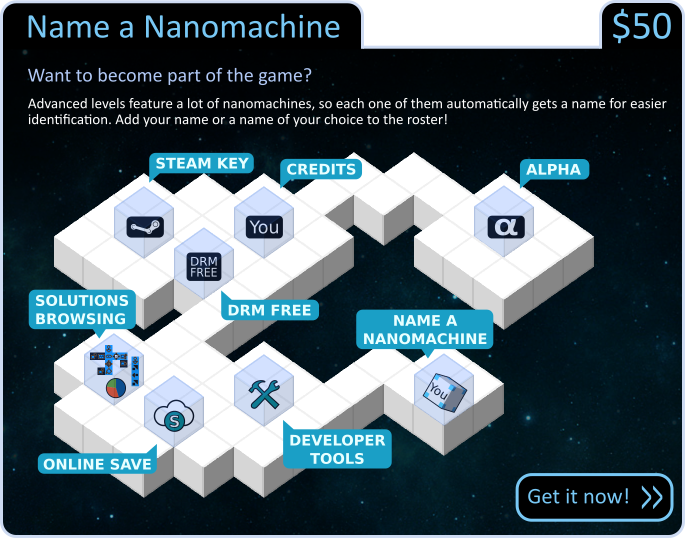 Name a Nanomachine
$50
Want to become part of the game?
Advanced levels feature a lot of nanomachines, so each one of them automatically gets a name for easier
identification. Add your name or a name of your choice to the roster!
STEAM KEY
CREDITS
ALPHA
You
α
DRM
FREE
SOLUTIONS
BROWSING
DRM FREE
NAME A
NANOMACHINE
You
S
DEVELOPER
TOOLS
ONLINE SAVE
Get it now!